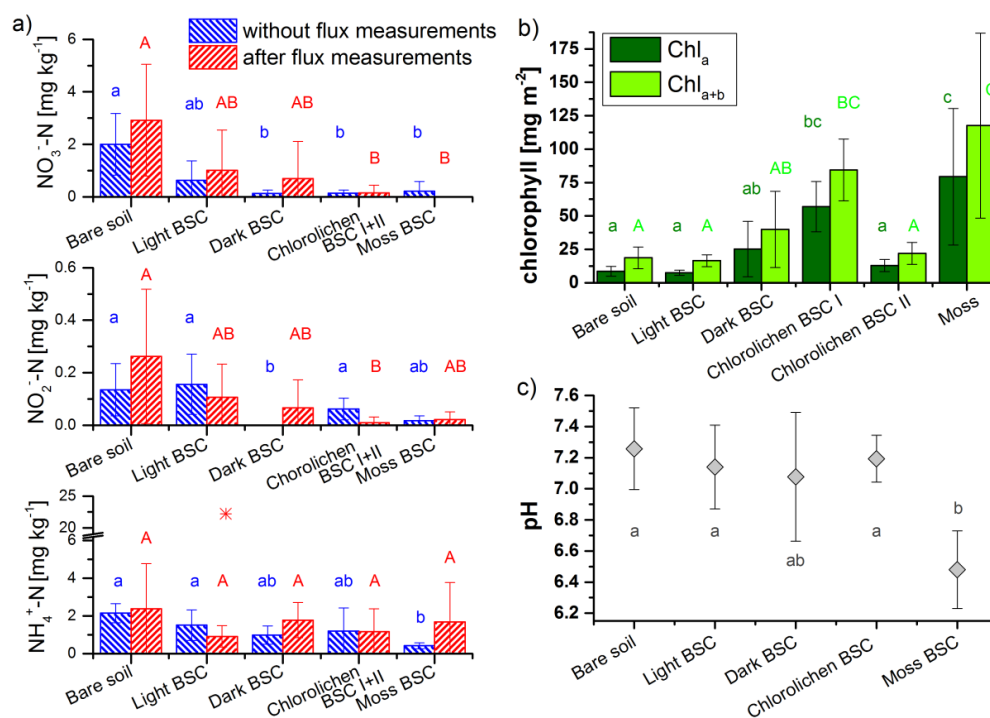 a)
without flux measurements
after flux measurements
NO₃⁻-N [mg kg⁻¹]
6
4
2
0
a
A
ab
AB
b
AB
b
B
b
B
Bare soil
Light BSC
Dark BSC
Chlorolichen
BSC I+II
Moss BSC
NO₂⁻-N [mg kg⁻¹]
0.6
0.4
0.2
0.0
a
A
a
AB
b
AB
a
B
ab
AB
Bare soil
Light BSC
Dark BSC
Chorolichen
BSC I+II
Moss BSC
NH₄⁺-N [mg kg⁻¹]
25
20
6
4
2
0
a
A
a
A
ab
A
ab
A
b
A
Bare soil
Light BSC
Dark BSC
Chlorolichen
BSC I+II
Moss BSC
b)
Chlₐ
Chlₐ₊b
chlorophyll [mg m⁻²]
175
150
125
100
75
50
25
0
a
A
a
A
ab
AB
bc
BC
a
A
c
Bare soil
Light BSC
Dark BSC
Chlorolichen BSC I
Chlorolichen BSC II
Moss
c)
pH
7.6
7.4
7.2
7.0
6.8
6.6
6.4
6.2
a
a
ab
a
b
Bare soil
Light BSC
Dark BSC
Chlorolichen BSC
Moss BSC